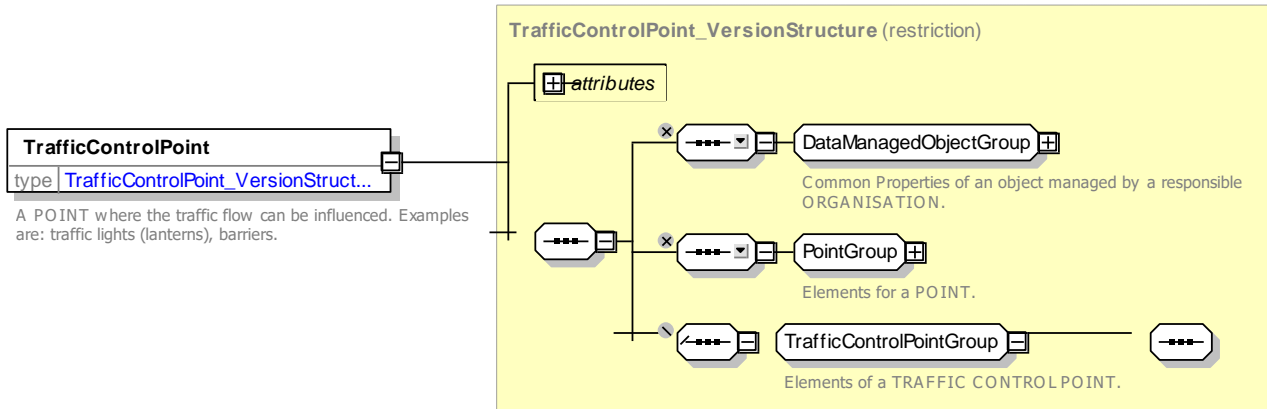 TrafficControlPoint_VersionStructure (restriction)
attributes
TrafficControlPoint
type TrafficControlPoint_VersionStruct...
A POINT where the traffic flow can be influenced. Examples
are: traffic lights (lanterns), barriers.
DataManagedObjectGroup
Common Properties of an object managed by a responsible
ORGANISATION.
PointGroup
Elements for a POINT.
TrafficControlPointGroup
Elements of a TRAFFIC CONTROL POINT.